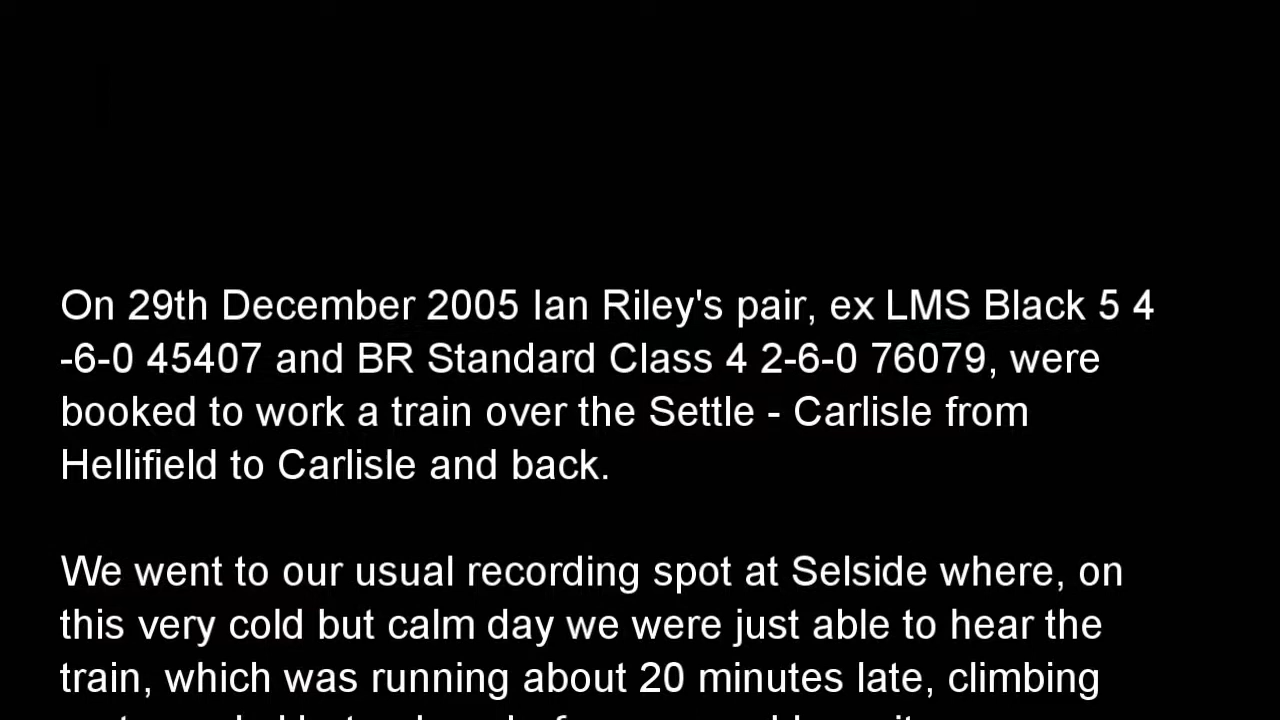 On 29th December 2005 Ian Riley's pair, ex LMS Black 5 4
-6-0 45407 and BR Standard Class 4 2-6-0 76079, were
booked to work a train over the Settle - Carlisle from
Hellifield to Carlisle and back.
We went to our usual recording spot at Selside where, on
this very cold but calm day we were just able to hear the
train, which was running about 20 minutes late, climbing